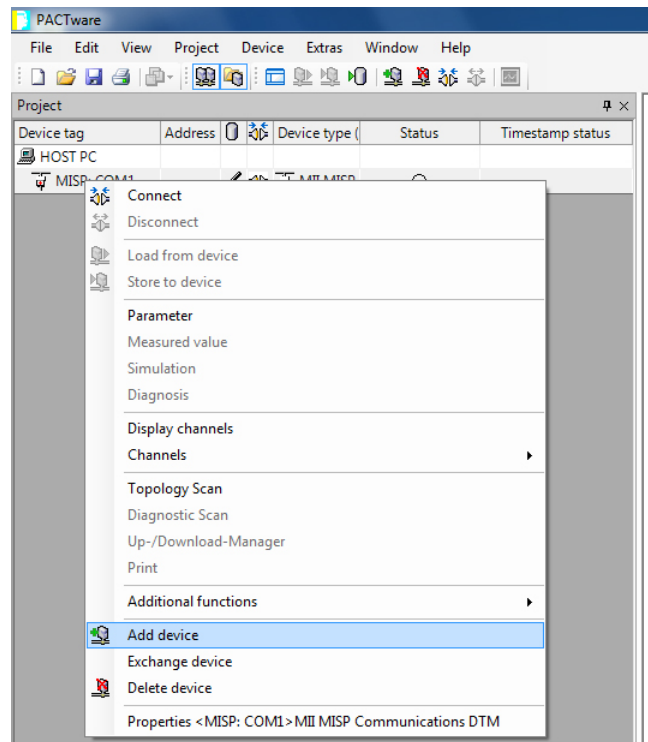 PACTware
File Edit View Project Device Extras Window Help
Project
Device tag Address Device type ( Status Timestamp status
HOST PC
MISP: COM1 MII MISP
Connect
Disconnect
Load from device
Store to device
Parameter
Measured value
Simulation
Diagnosis
Display channels
Channels
Topology Scan
Diagnostic Scan
Up-/Download-Manager
Print
Additional functions
Add device
Exchange device
Delete device
Properties <MISP: COM1> MII MISP Communications DTM